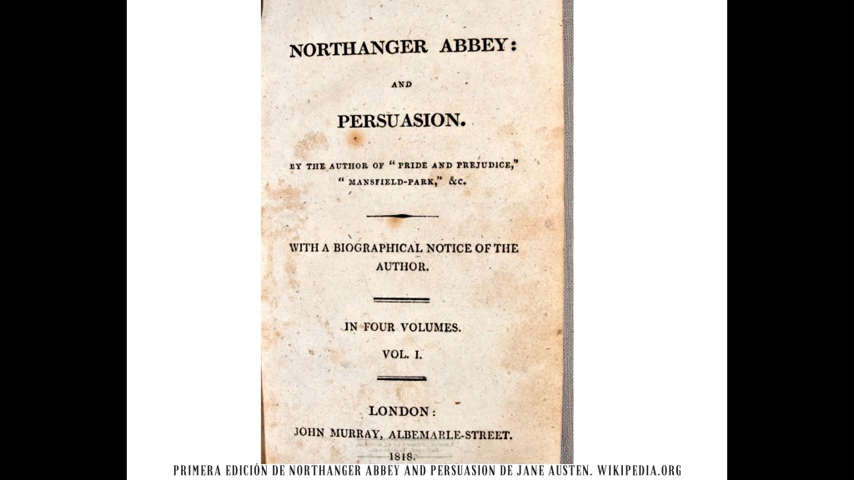 NORTHANGER ABBEY:
AND
PERSUASION.
BY THE AUTHOR OF “ PRIDE AND PREJUDICE,”
“ MANSFIELD-PARK,” &c.
WITH A BIOGRAPHICAL NOTICE OF THE
AUTHOR.
IN FOUR VOLUMES.
VOL. I.
LONDON:
JOHN MURRAY, ALBEMARLE-STREET.
1818.
PRIMERA EDICIÓN DE NORTHANGER ABBEY AND PERSUASION DE JANE AUSTEN. WIKIPEDIA.ORG